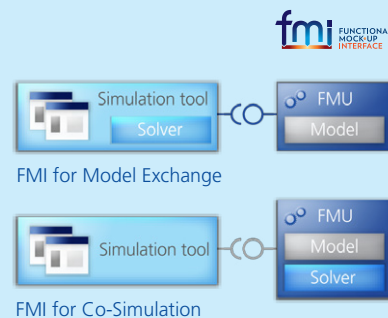 fmi
FUNCTIONA
MOCK-UP
INTERFACE
Simulation tool
Solver
FMU
Model
FMI for Model Exchange
Simulation tool
FMU
Model
Solver
FMI for Co-Simulation